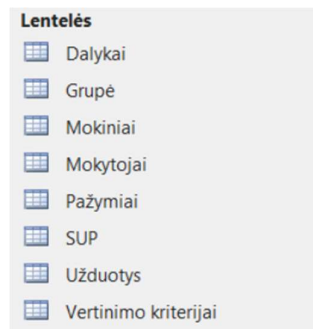 Lentelės
Dalykai
Grupė
Mokiniai
Mokytojai
Pažymiai
SUP
Užduotys
Vertinimo kriterijai